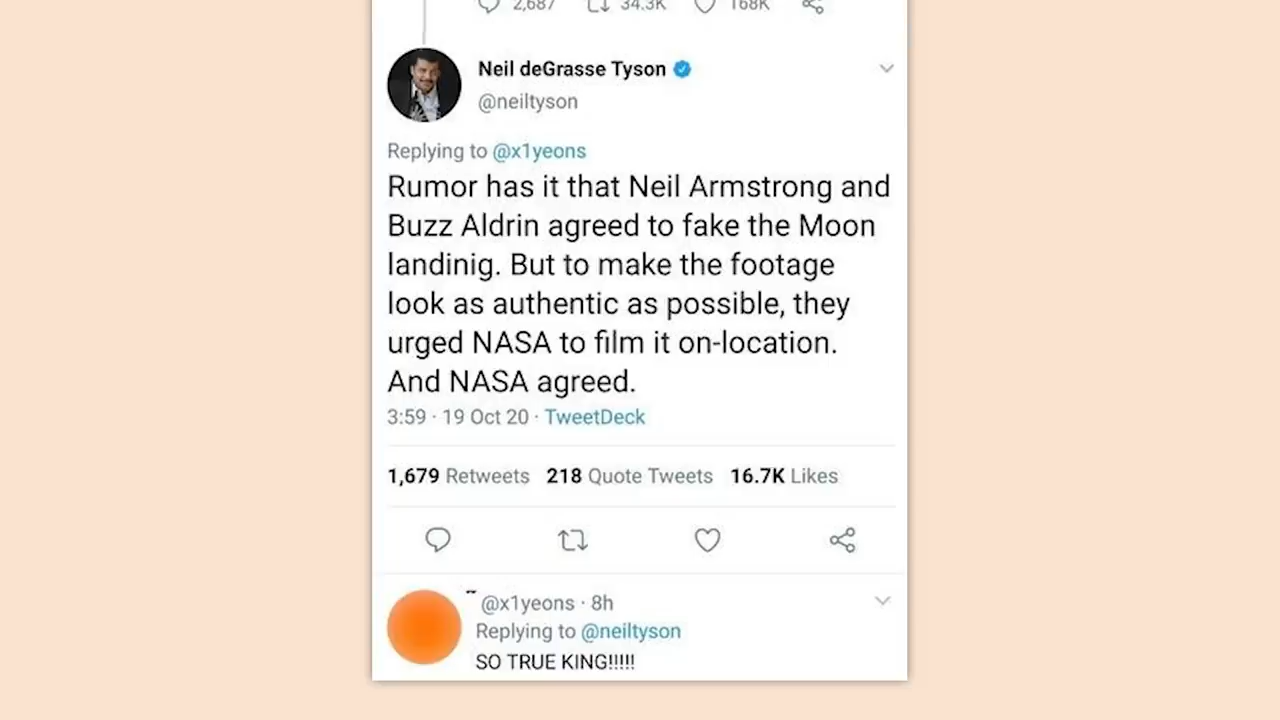 2,687 34.3K 168K
Neil deGrasse Tyson
@neiltyson
Replying to @x1yeons
Rumor has it that Neil Armstrong and
Buzz Aldrin agreed to fake the Moon
landinig. But to make the footage
look as authentic as possible, they
urged NASA to film it on-location.
And NASA agreed.
3:59 · 19 Oct 20 · TweetDeck
1,679 Retweets 218 Quote Tweets 16.7K Likes
@x1yeons · 8h
Replying to @neiltyson
SO TRUE KING!!!!!